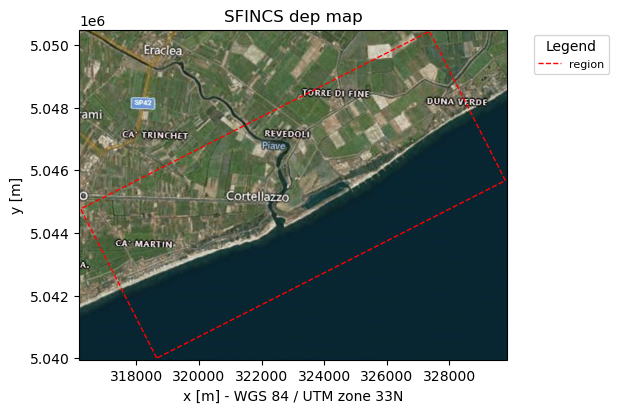 SFINCS dep map
1e6
Legend
region
5.050
5.048
5.046
5.044
5.042
5.040
y [m]
Eraclea
SP42
rami
CA' TRINCHET
TORRE DI FINE
DUNA VERDE
REVEDOLI
Piave
O
Cortellazzo
CA' MARTIN
A.
318000 320000 322000 324000 326000 328000
x [m] - WGS 84 / UTM zone 33N